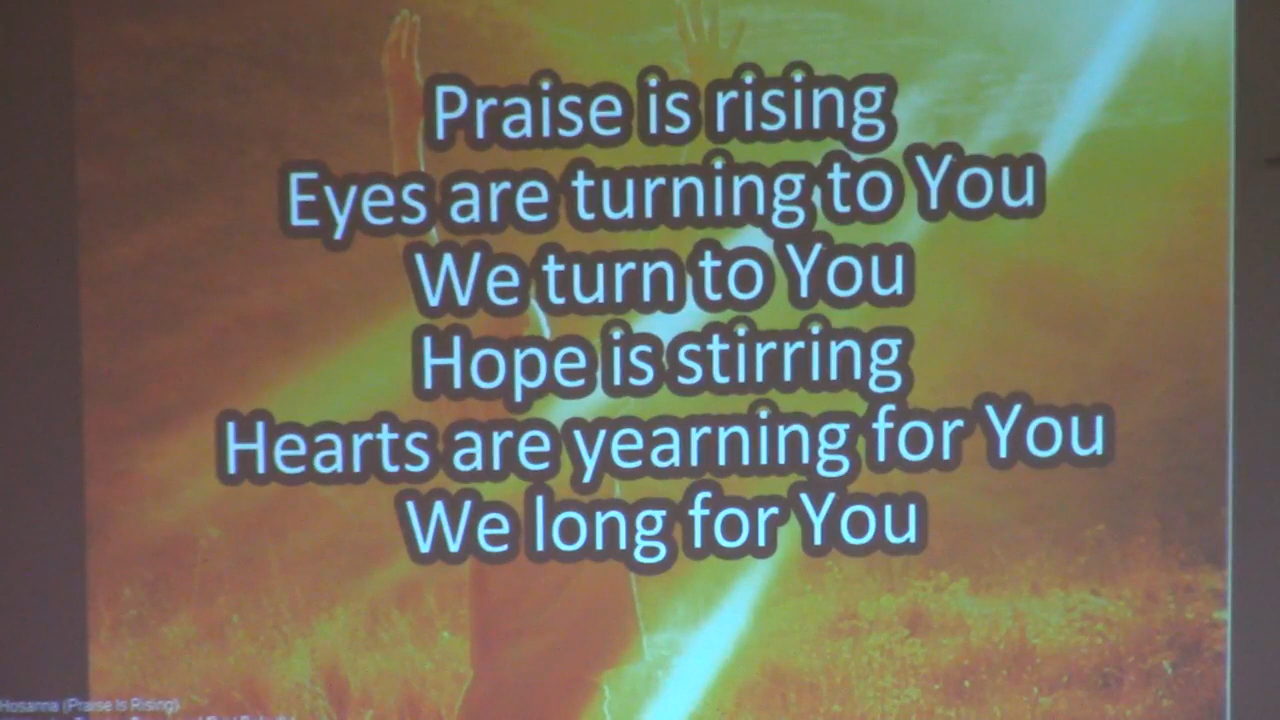 Praise is rising
Eyes are turning to You
We turn to You
Hope is stirring
Hearts are yearning for You
We long for You
Hosanna (Praise Is Rising)